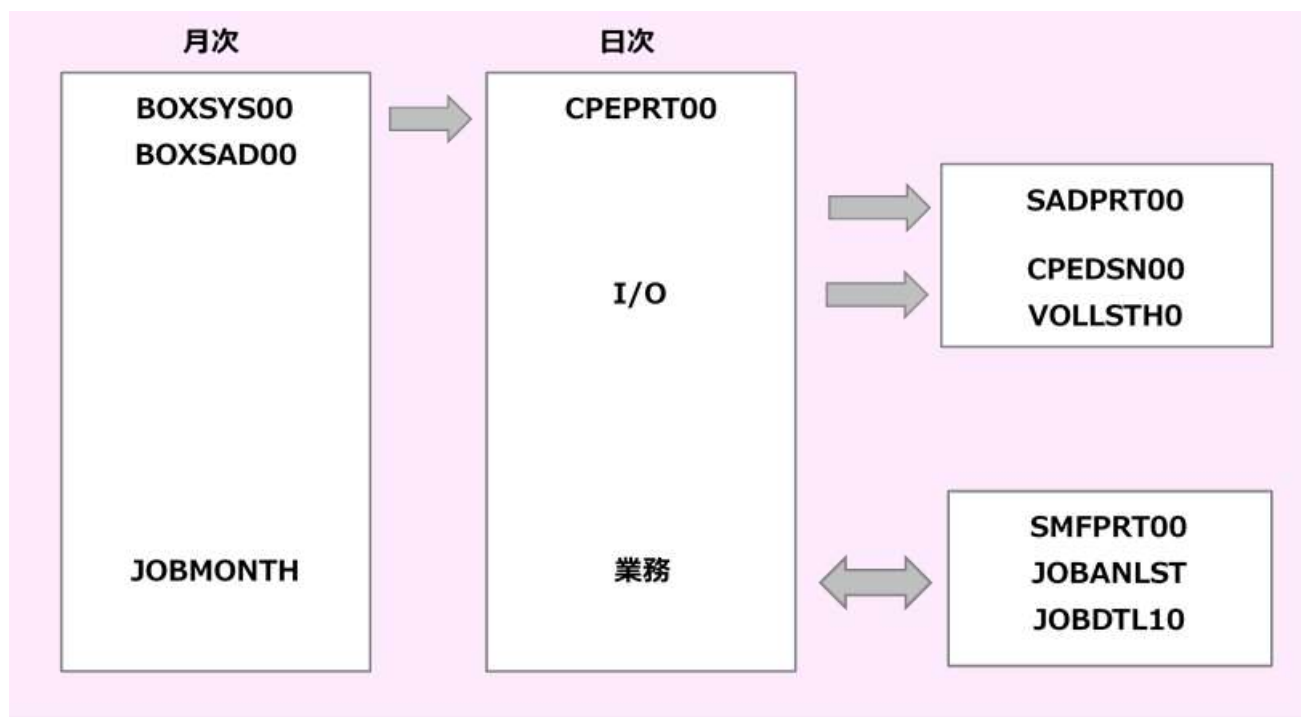 月次
日次
BOXSYS00
BOXSAD00
JOBMONTH
CPEPRT00
I/O
業務
SADPRT00
CPEDSN00
VOLLSTH0
SMFPRT00
JOBANLST
JOBDTL10